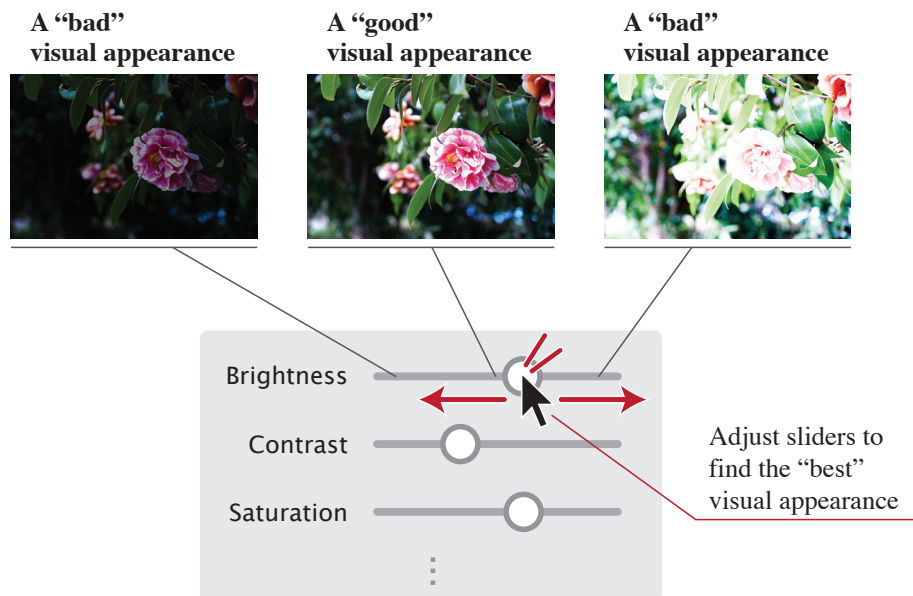 A “bad”
visual appearance
A “good”
visual appearance
A “bad”
visual appearance
Brightness
Contrast
Saturation
Adjust sliders to
find the “best”
visual appearance